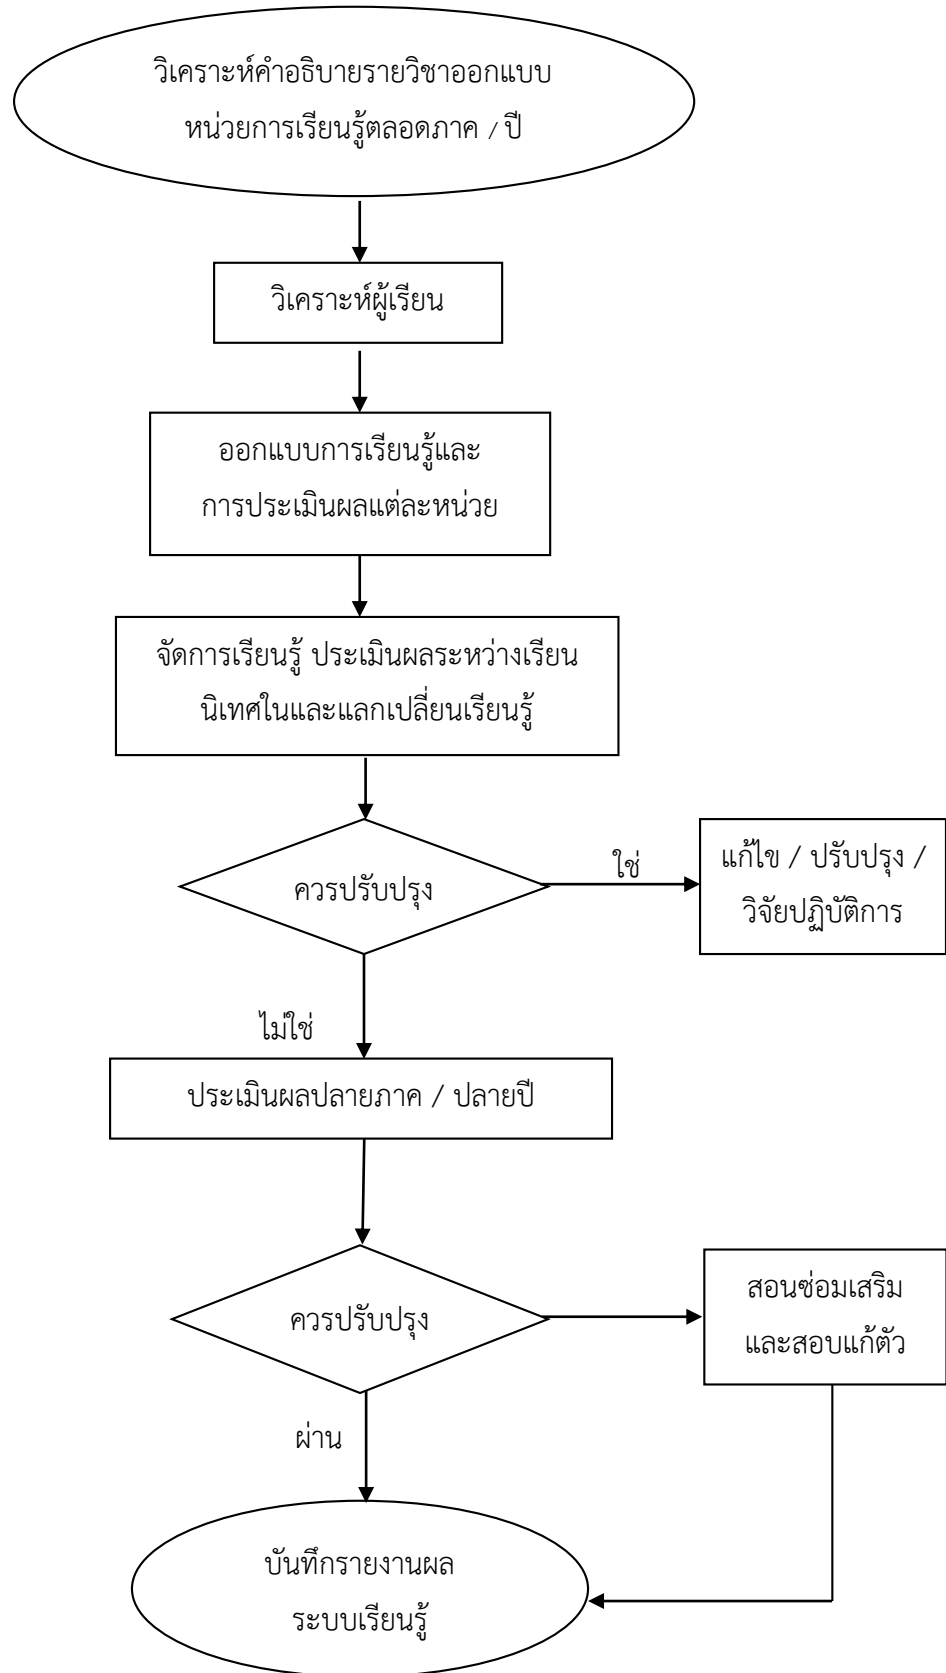 วิเคราะห์คำอธิบายรายวิชาออกแบบ
หน่วยการเรียนรู้ตลอดภาค / ปี
วิเคราะห์ผู้เรียน
ออกแบบการเรียนรู้และ
การประเมินผลแต่ละหน่วย
จัดการเรียนรู้ ประเมินผลระหว่างเรียน
นิเทศในและแลกเปลี่ยนเรียนรู้
ควรปรับปรุง
ใช่
แก้ไข / ปรับปรุง /
วิจัยปฏิบัติการ
ไม่ใช่
ประเมินผลปลายภาค / ปลายปี
ควรปรับปรุง
สอนซ่อมเสริม
และสอบแก้ตัว
ผ่าน
บันทึกรายงานผล
ระบบเรียนรู้